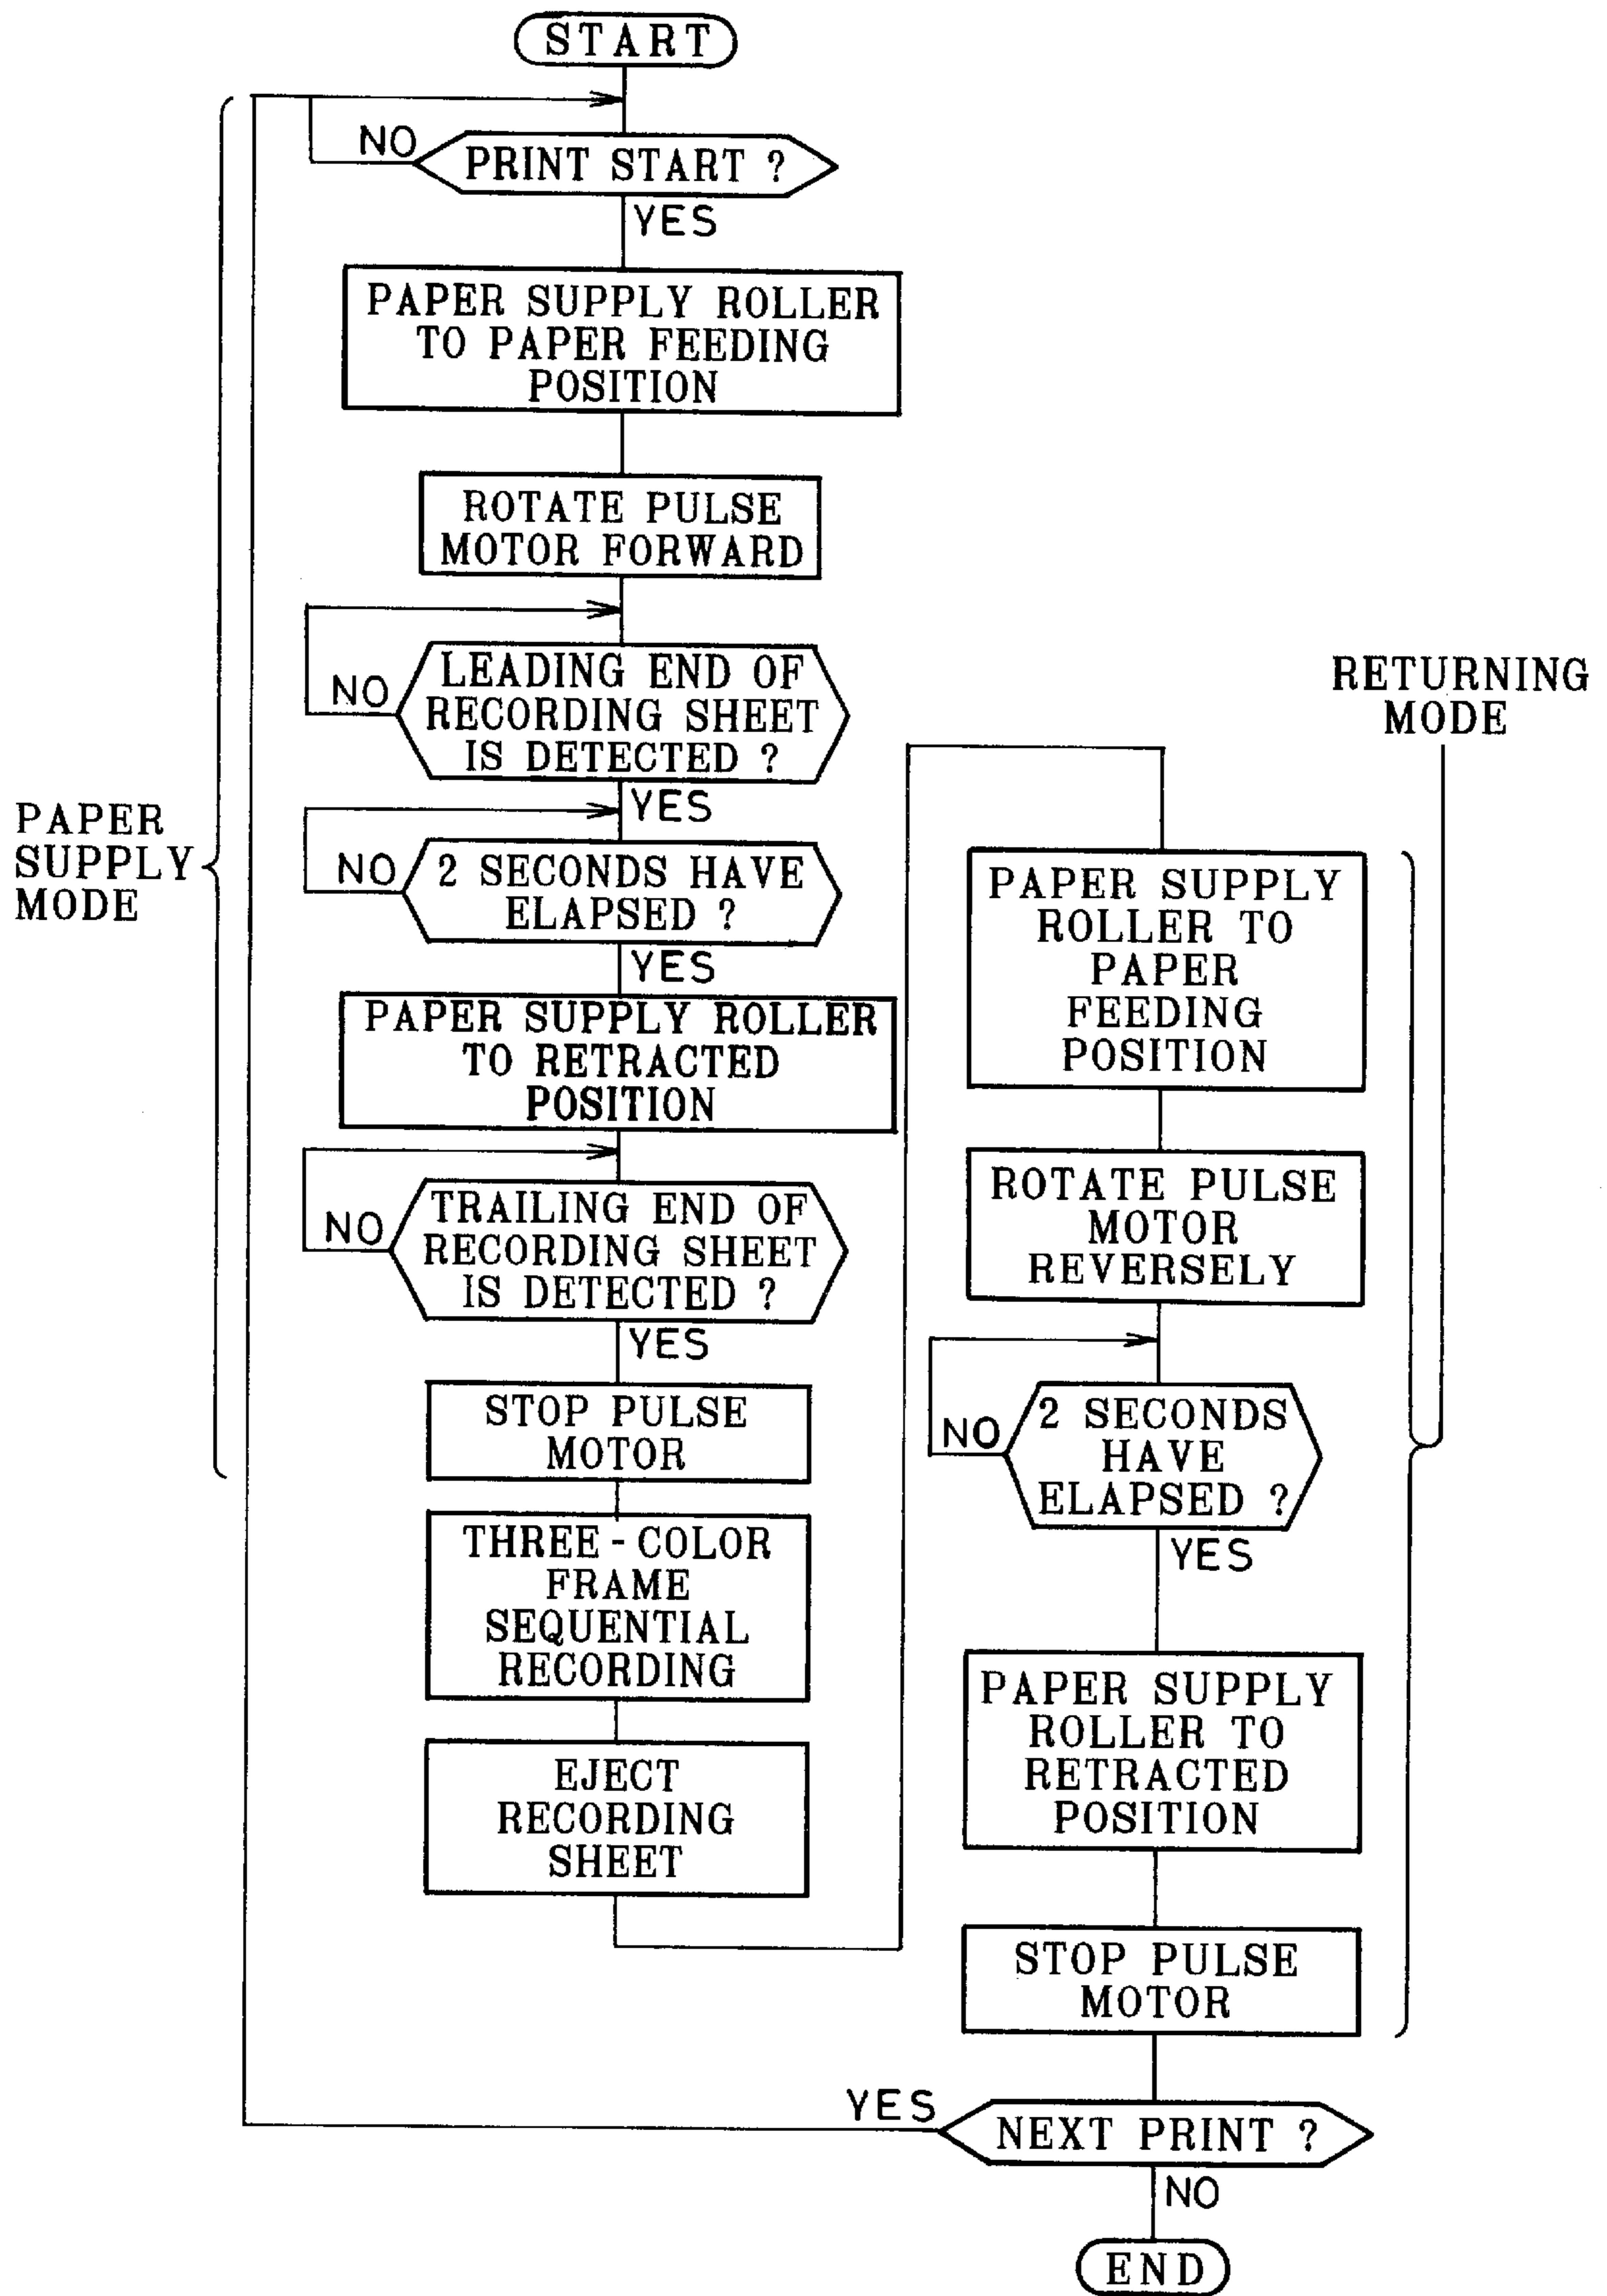 START
NO
PRINT START ?
YES
PAPER SUPPLY ROLLER
TO PAPER FEEDING
POSITION
ROTATE PULSE
MOTOR FORWARD
NO
LEADING END OF
RECORDING SHEET
IS DETECTED ?
YES
NO
2 SECONDS HAVE
ELAPSED ?
YES
PAPER SUPPLY ROLLER
TO RETRACTED
POSITION
NO
TRAILING END OF
RECORDING SHEET
IS DETECTED ?
YES
STOP PULSE
MOTOR
THREE - COLOR
FRAME
SEQUENTIAL
RECORDING
EJECT
RECORDING
SHEET
PAPER
SUPPLY
MODE
RETURNING
MODE
PAPER SUPPLY
ROLLER TO
PAPER
FEEDING
POSITION
ROTATE PULSE
MOTOR
REVERSELY
NO
2 SECONDS
HAVE
ELAPSED ?
YES
PAPER SUPPLY
ROLLER TO
RETRACTED
POSITION
STOP PULSE
MOTOR
YES
NEXT PRINT ?
NO
END